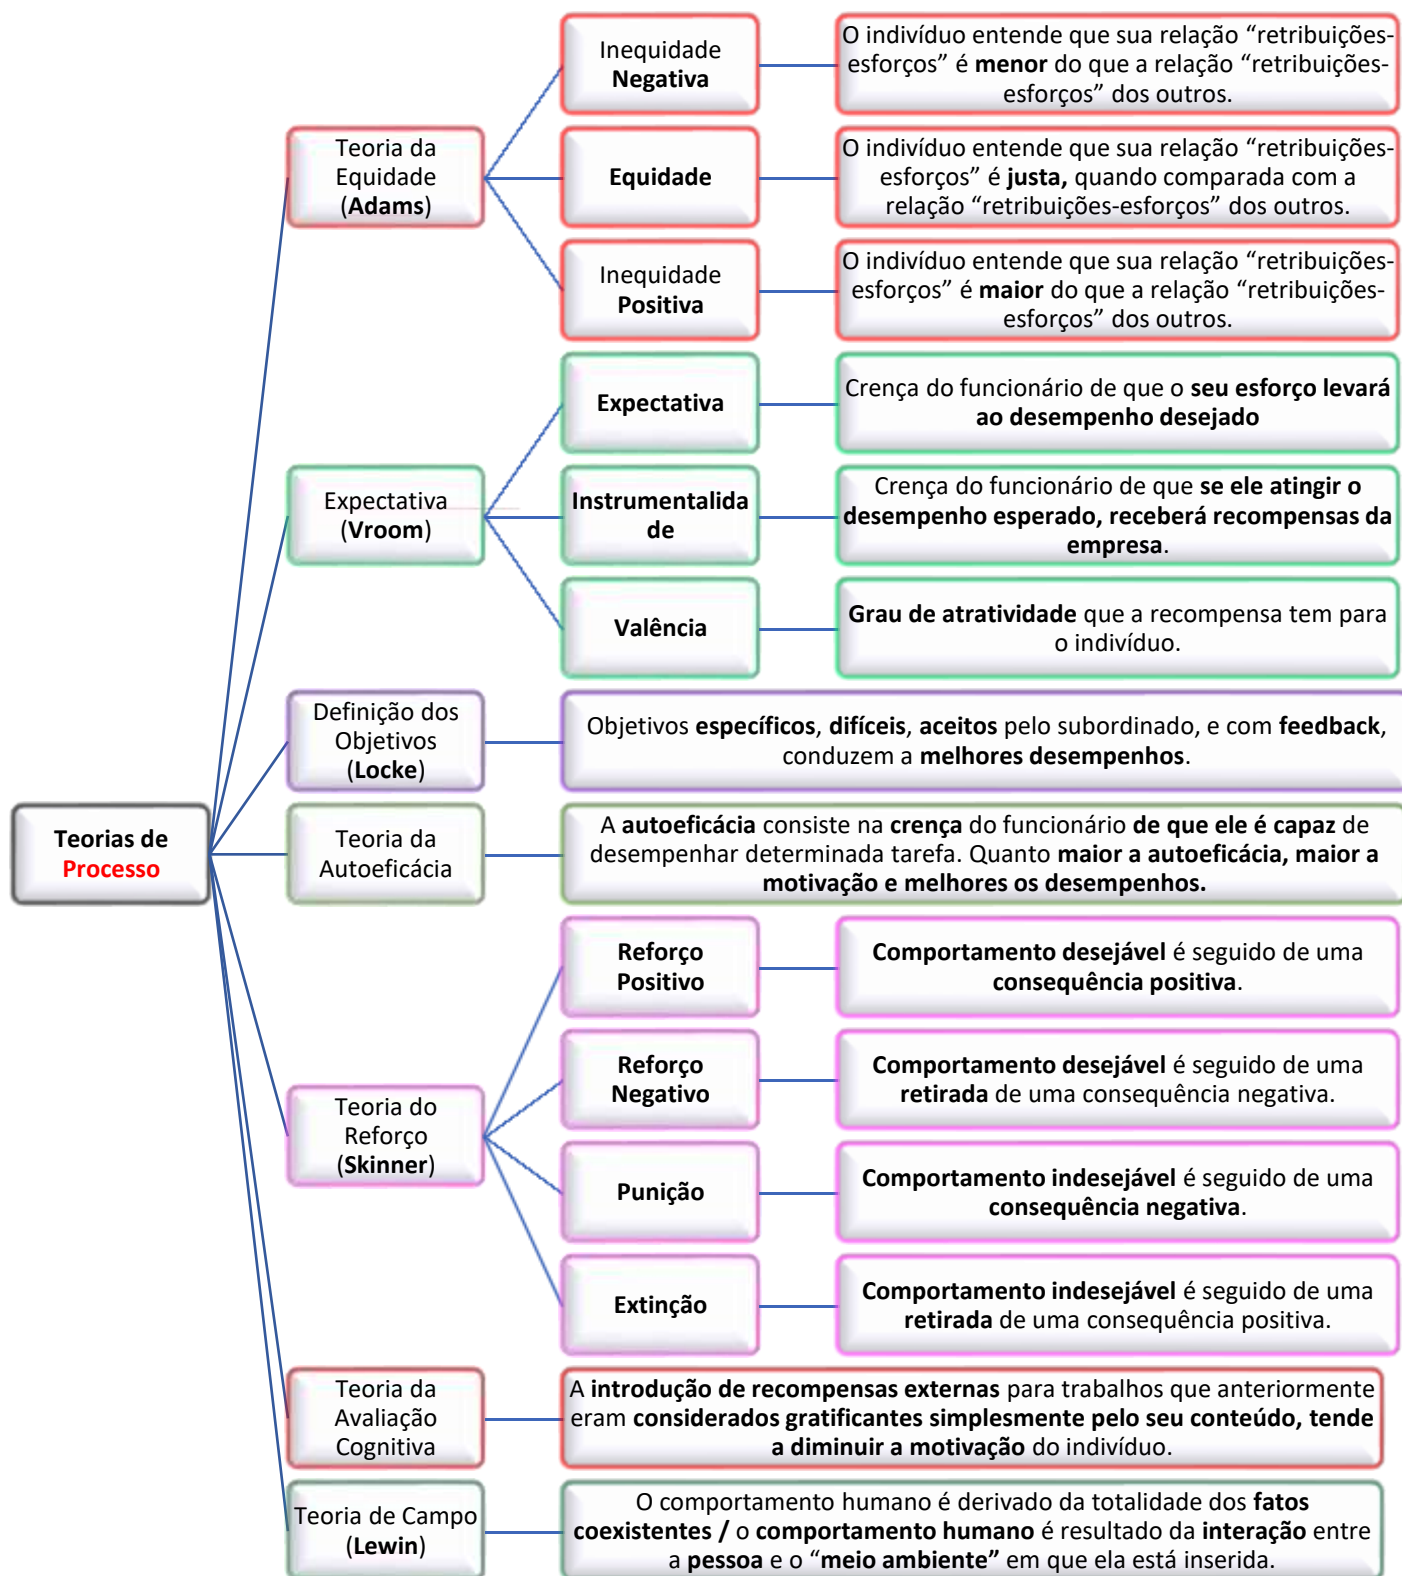 Teorias de
Processo
Teoria da
Equidade
(Adams)
Inequidade
Negativa
O indivíduo entende que sua relação “retribuições-
esforços” é menor do que a relação “retribuições-
esforços” dos outros.
Equidade
O indivíduo entende que sua relação “retribuições-
esforços” é justa, quando comparada com a
relação “retribuições-esforços” dos outros.
Inequidade
Positiva
O indivíduo entende que sua relação “retribuições-
esforços” é maior do que a relação “retribuições-
esforços” dos outros.
Expectativa
(Vroom)
Expectativa
Crença do funcionário de que o seu esforço levará
ao desempenho desejado
Instrumentalida
de
Crença do funcionário de que se ele atingir o
desempenho esperado, receberá recompensas da
empresa.
Valência
Grau de atratividade que a recompensa tem para
o indivíduo.
Definição dos
Objetivos
(Locke)
Objetivos específicos, difíceis, aceitos pelo subordinado, e com feedback,
conduzem a melhores desempenhos.
Teoria da
Autoeficácia
A autoeficácia consiste na crença do funcionário de que ele é capaz de
desempenhar determinada tarefa. Quanto maior a autoeficácia, maior a
motivação e melhores os desempenhos.
Teoria do
Reforço
(Skinner)
Reforço
Positivo
Comportamento desejável é seguido de uma
consequência positiva.
Reforço
Negativo
Comportamento desejável é seguido de uma
retirada de uma consequência negativa.
Punição
Comportamento indesejável é seguido de uma
consequência negativa.
Extinção
Comportamento indesejável é seguido de uma
retirada de uma consequência positiva.
Teoria da
Avaliação
Cognitiva
A introdução de recompensas externas para trabalhos que anteriormente
eram considerados gratificantes simplesmente pelo seu conteúdo, tende
a diminuir a motivação do indivíduo.
Teoria de Campo
(Lewin)
O comportamento humano é derivado da totalidade dos fatos
coexistentes / o comportamento humano é resultado da interação entre
a pessoa e o “meio ambiente” em que ela está inserida.